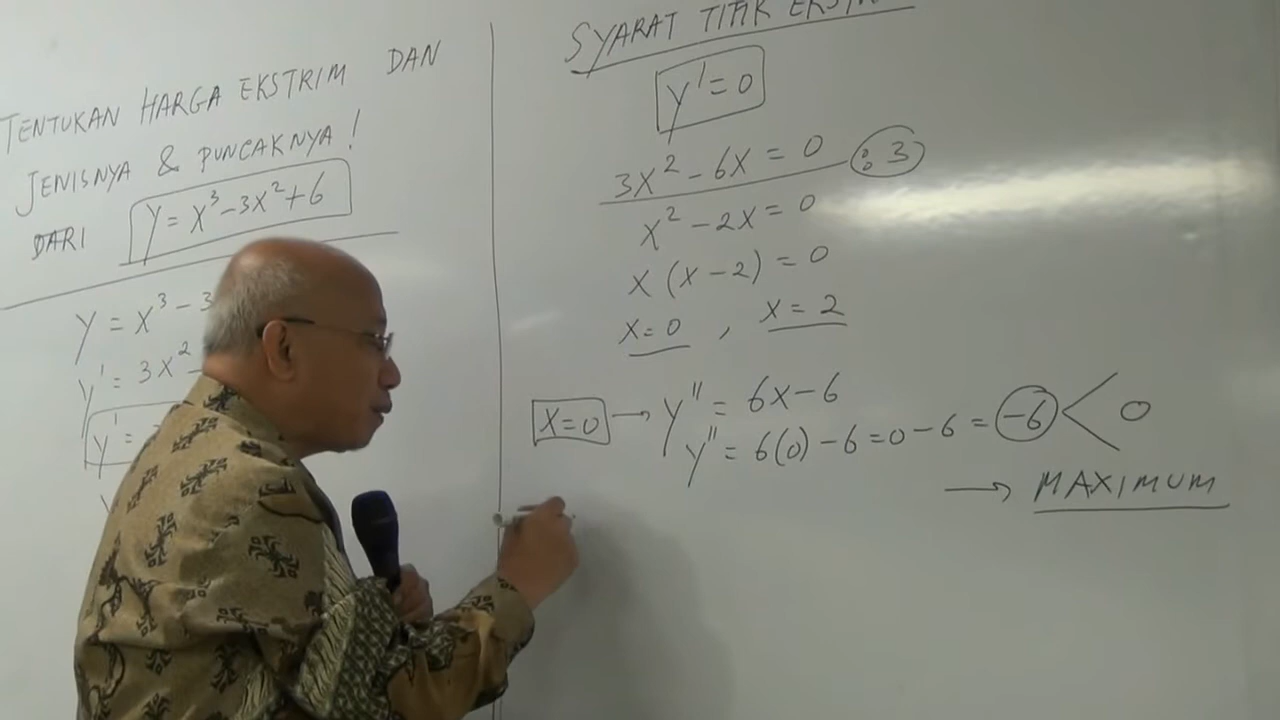 TENTUKAN HARGA EKSTRIM DAN
JENISNYA & PUNCAKNYA !
DARI y = x³ - 3x² + 6
y = x³ - 3
y' = 3x²
y' =
SYARAT TITIK
y' = 0
3x² - 6x = 0 : 3
x² - 2x = 0
x (x - 2) = 0
x = 0 , x = 2
x = 0 → y'' = 6x - 6
y'' = 6(0) - 6 = 0 - 6 = -6 < 0
→ MAXIMUM